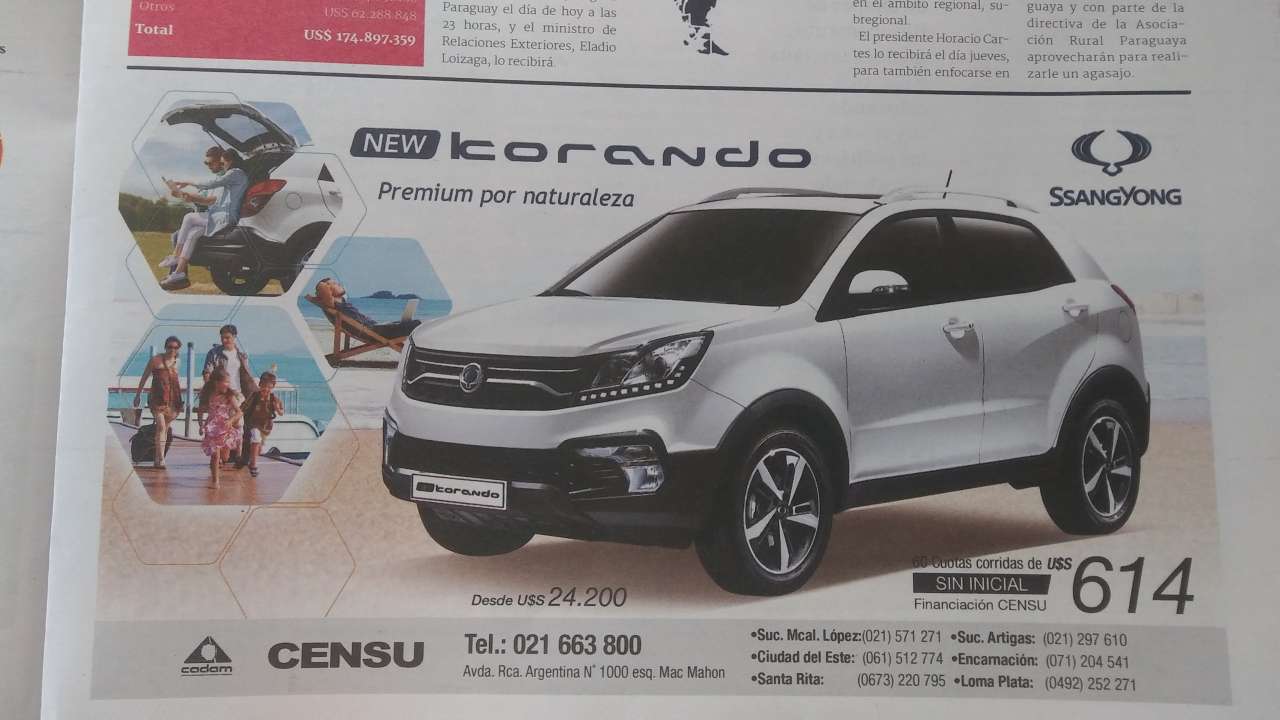 Otros
US$ 62.288.848
Total
US$ 174.897.359
Paraguay el día de hoy a las
23 horas, y el ministro de
Relaciones Exteriores, Eladio
Loizaga, lo recibirá.
en el ámbito regional, su-
bregional.
El presidente Horacio Car-
tes lo recibirá el día jueves,
para también enfocarse en
guaya y con parte de la
directiva de la Asocia-
ción Rural Paraguaya
aprovecharán para reali-
zarle un agasajo.
NEW Korando
Premium por naturaleza
SSANGYONG
Korando
Desde U$S 24.200
60 Cuotas corridas de U$S 614
SIN INICIAL
Financiación CENSU
cadam
CENSU
Tel.: 021 663 800
Avda. Rca. Argentina N° 1000 esq. Mac Mahon
•Suc. Mcal. López:(021) 571 271 •Suc. Artigas: (021) 297 610
•Ciudad del Este: (061) 512 774 •Encarnación: (071) 204 541
•Santa Rita: (0673) 220 795 •Loma Plata: (0492) 252 271